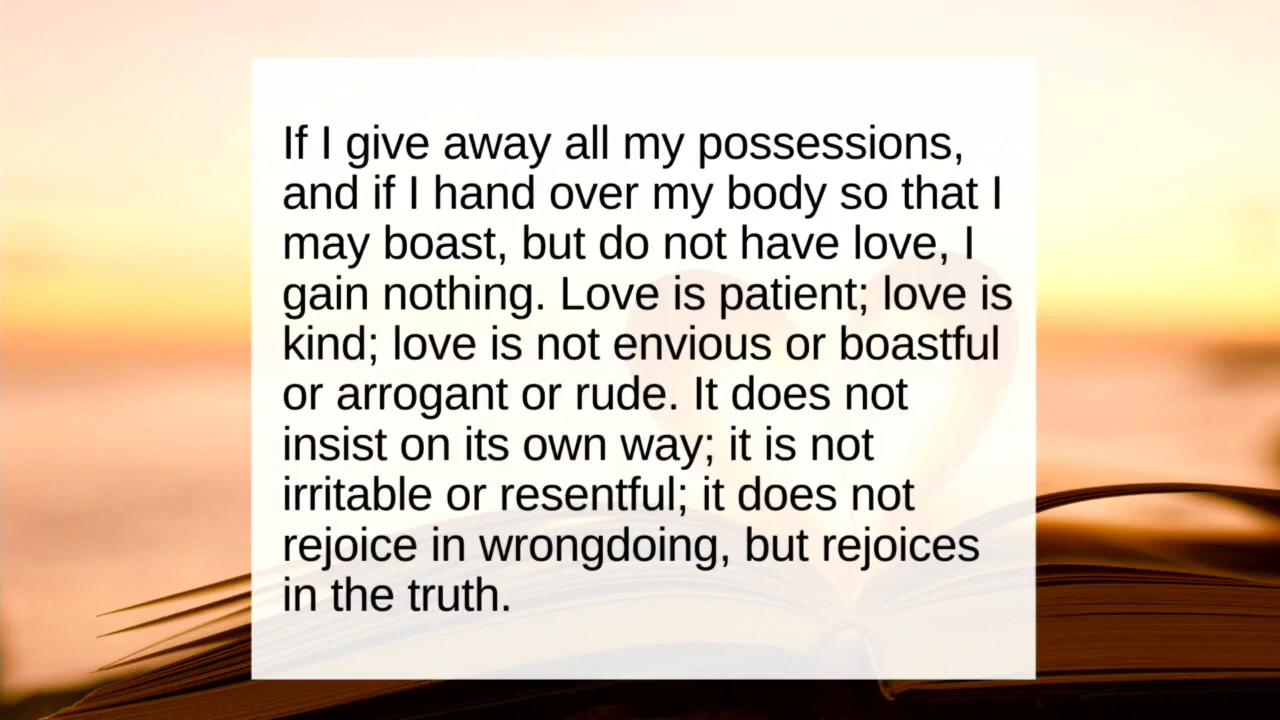 If I give away all my possessions,
and if I hand over my body so that I
may boast, but do not have love, I
gain nothing. Love is patient; love is
kind; love is not envious or boastful
or arrogant or rude. It does not
insist on its own way; it is not
irritable or resentful; it does not
rejoice in wrongdoing, but rejoices
in the truth.